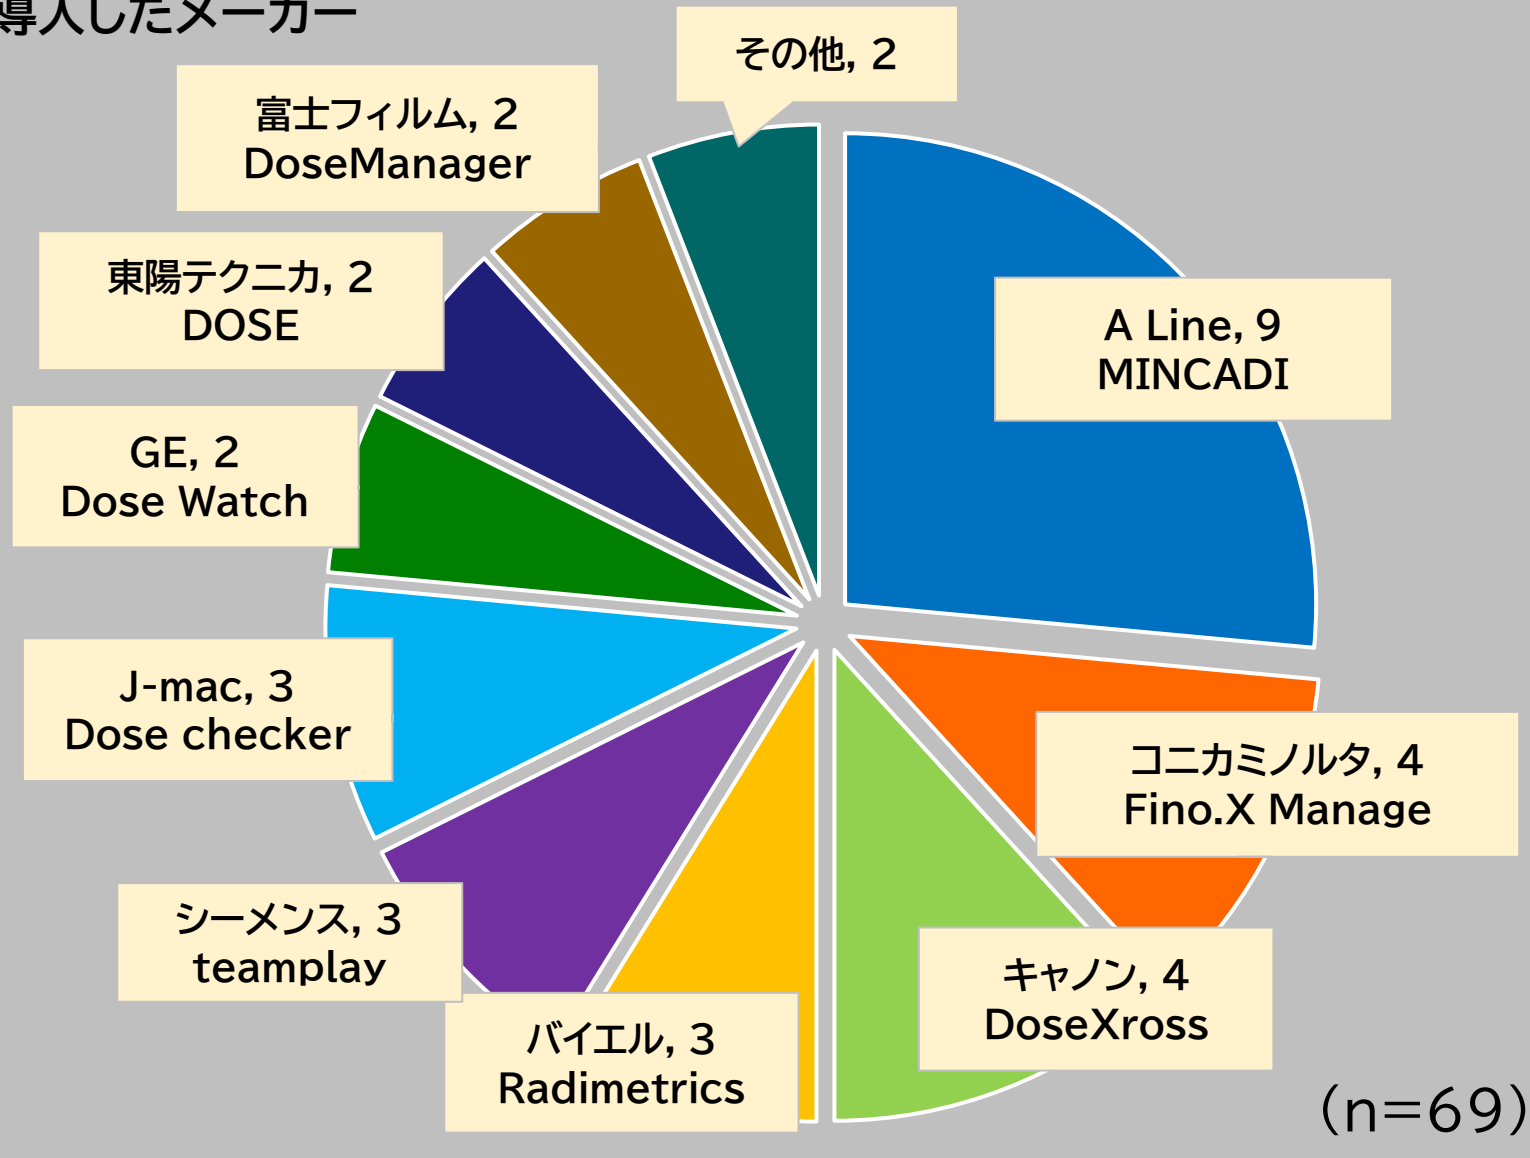 導入したメーカー
その他, 2
富士フィルム, 2
DoseManager
東陽テクニカ, 2
DOSE
GE, 2
Dose Watch
J-mac, 3
Dose checker
シーメンス, 3
teamplay
バイエル, 3
Radimetrics
キャノン, 4
DoseXross
コニカミノルタ, 4
Fino.X Manage
A Line, 9
MINCADI
(n=69)